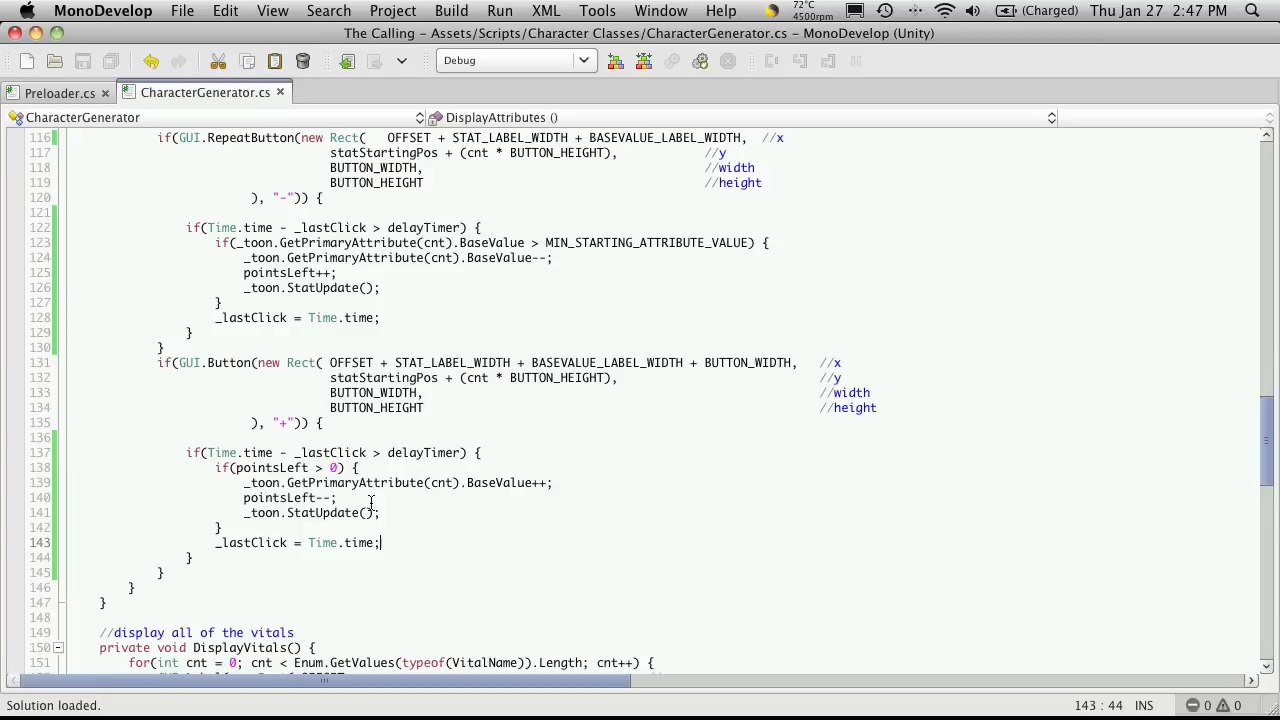 MonoDevelop File Edit View Search Project Build Run XML Tools Window Help 72°C 4500rpm (Charged) Thu Jan 27 2:47 PM
The Calling - Assets/Scripts/Character Classes/CharacterGenerator.cs - MonoDevelop (Unity)
Debug
Preloader.cs × CharacterGenerator.cs ×
CharacterGenerator DisplayAttributes ()
116 if(GUI.RepeatButton(new Rect( OFFSET + STAT_LABEL_WIDTH + BASEVALUE_LABEL_WIDTH, //x
117 statStartingPos + (cnt * BUTTON_HEIGHT), //y
118 BUTTON_WIDTH, //width
119 BUTTON_HEIGHT //height
120 ), "-")) {
121
122 if(Time.time - _lastClick > delayTimer) {
123 if(_toon.GetPrimaryAttribute(cnt).BaseValue > MIN_STARTING_ATTRIBUTE_VALUE) {
124 _toon.GetPrimaryAttribute(cnt).BaseValue--;
125 pointsLeft++;
126 _toon.StatUpdate();
127 }
128 _lastClick = Time.time;
129 }
130 }
131 if(GUI.Button(new Rect( OFFSET + STAT_LABEL_WIDTH + BASEVALUE_LABEL_WIDTH + BUTTON_WIDTH, //x
132 statStartingPos + (cnt * BUTTON_HEIGHT), //y
133 BUTTON_WIDTH, //width
134 BUTTON_HEIGHT //height
135 ), "+")) {
136
137 if(Time.time - _lastClick > delayTimer) {
138 if(pointsLeft > 0) {
139 _toon.GetPrimaryAttribute(cnt).BaseValue++;
140 pointsLeft--;
141 _toon.StatUpdate();
142 }
143 _lastClick = Time.time;
144 }
145 }
146 }
147 }
148
149 //display all of the vitals
150 private void DisplayVitals() {
151 for(int cnt = 0; cnt < Enum.GetValues(typeof(VitalName)).Length; cnt++) {
Solution loaded. 143 : 44 INS 0 0